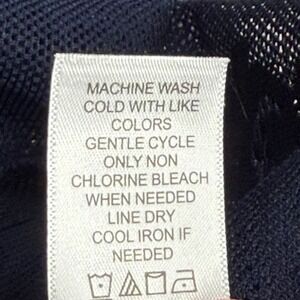 MACHINE WASH
COLD WITH LIKE
COLORS
GENTLE CYCLE
ONLY NON
CHLORINE BLEACH
WHEN NEEDED
LINE DRY
COOL IRON IF
NEEDED